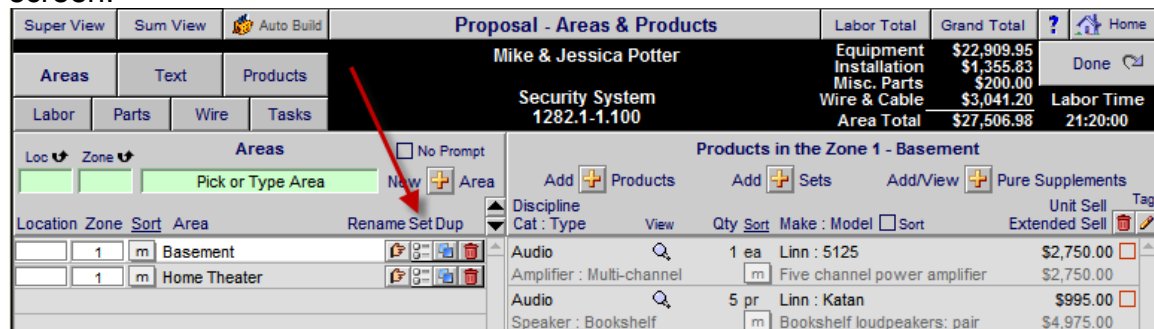 screen.
Super View Sum View Auto Build Proposal - Areas & Products Labor Total Grand Total ? Home
Mike & Jessica Potter
Equipment $22,909.95
Installation $1,355.83
Misc. Parts $200.00
Wire & Cable $3,041.20
Area Total $27,506.98
Done
Labor Time
21:20:00
Areas Text Products
Labor Parts Wire Tasks
Security System
1282.1-1.100
Loc Zone Areas No Prompt
Pick or Type Area New Area
Location Zone Sort Area Rename Set Dup
1 m Basement
1 m Home Theater
Products in the Zone 1 - Basement
Add Products Add Sets Add/View Pure Supplements
Discipline Unit Sell Tag
Cat : Type View Qty Sort Make : Model Sort Extended Sell
Audio 1 ea Linn : 5125 $2,750.00
Amplifier : Multi-channel m Five channel power amplifier $2,750.00
Audio 5 pr Linn : Katan $995.00
Speaker : Bookshelf m Bookshelf loudpeakers: pair $4,975.00